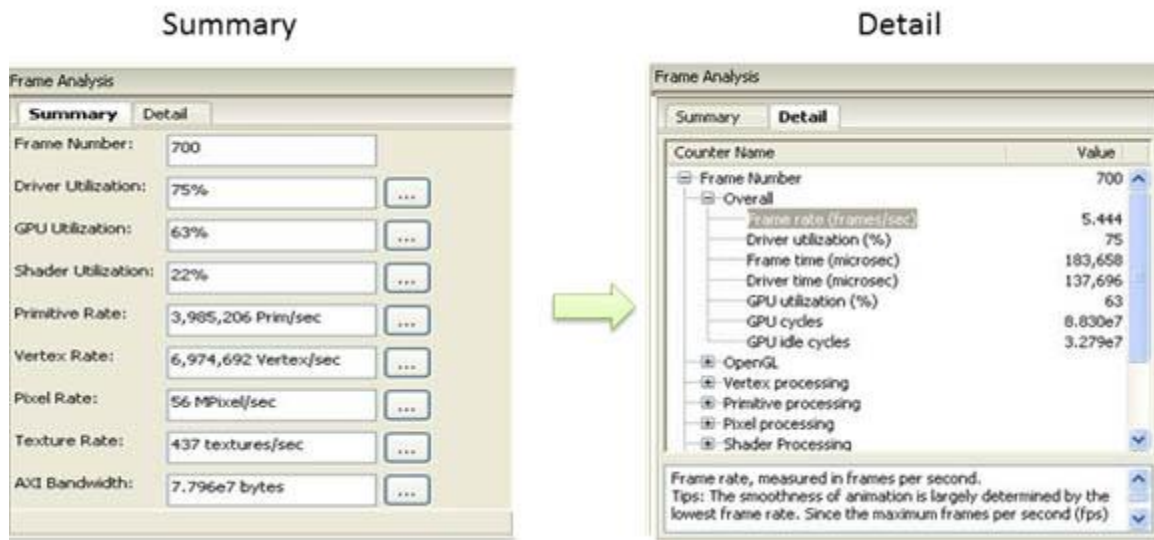 Summary
Detail
Frame Analysis
Summary Detail
Frame Number: 700
Driver Utilization: 75% ...
GPU Utilization: 63% ...
Shader Utilization: 22% ...
Primitive Rate: 3,985,206 Prim/sec ...
Vertex Rate: 6,974,692 Vertex/sec ...
Pixel Rate: 56 MPixel/sec ...
Texture Rate: 437 textures/sec ...
AXI Bandwidth: 7.796e7 bytes ...
Frame Analysis
Summary Detail
Counter Name Value
Frame Number 700
Overall
Frame rate (frames/sec) 5.444
Driver utilization (%) 75
Frame time (microsec) 183,658
Driver time (microsec) 137,696
GPU utilization (%) 63
GPU cycles 8.830e7
GPU idle cycles 3.279e7
OpenGL
Vertex processing
Primitive processing
Pixel processing
Shader Processing
Frame rate, measured in frames per second.
Tips: The smoothness of animation is largely determined by the
lowest frame rate. Since the maximum frames per second (fps)